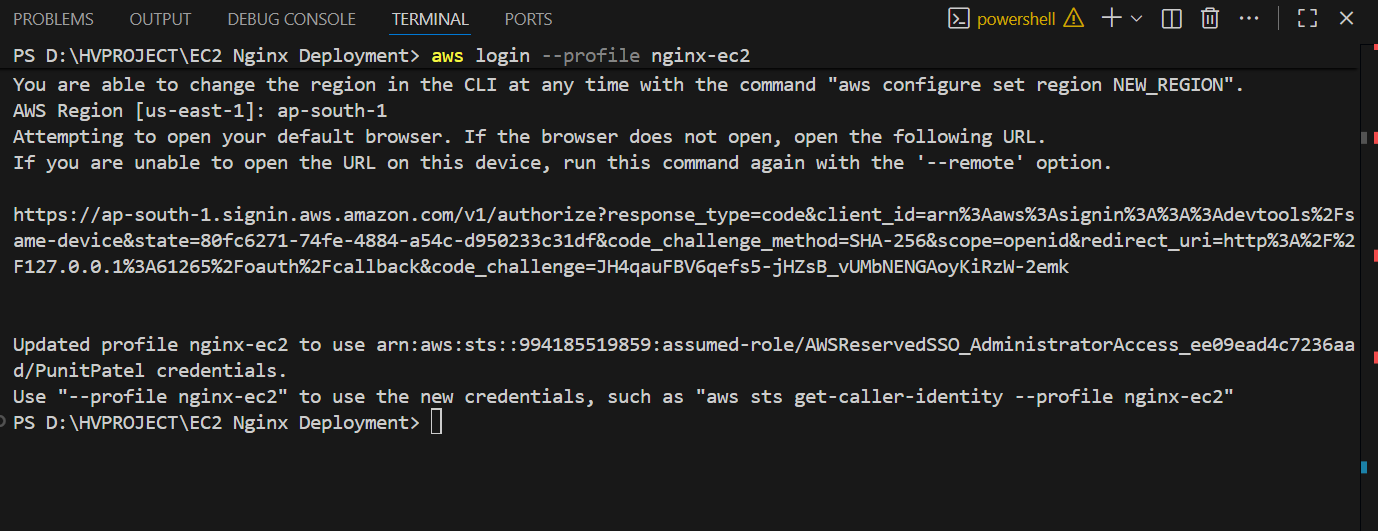 PROBLEMS OUTPUT DEBUG CONSOLE TERMINAL PORTS powershell
PS D:\HVPROJECT\EC2 Nginx Deployment> aws login --profile nginx-ec2
You are able to change the region in the CLI at any time with the command "aws configure set region NEW_REGION".
AWS Region [us-east-1]: ap-south-1
Attempting to open your default browser. If the browser does not open, open the following URL.
If you are unable to open the URL on this device, run this command again with the '--remote' option.
https://ap-south-1.signin.aws.amazon.com/v1/authorize?response_type=code&client_id=arn%3Aaws%3Asignin%3A%3A%3Adevtools%2Fs
ame-device&state=80fc6271-74fe-4884-a54c-d950233c31df&code_challenge_method=SHA-256&scope=openid&redirect_uri=http%3A%2F%2
F127.0.0.1%3A61265%2Foauth%2Fcallback&code_challenge=JH4qauFBV6qefs5-jHZsB_vUMbNENGAoyKiRzW-2emk
Updated profile nginx-ec2 to use arn:aws:sts::994185519859:assumed-role/AWSReservedSSO_AdministratorAccess_ee09ead4c7236aa
d/PunitPatel credentials.
Use "--profile nginx-ec2" to use the new credentials, such as "aws sts get-caller-identity --profile nginx-ec2"
PS D:\HVPROJECT\EC2 Nginx Deployment>